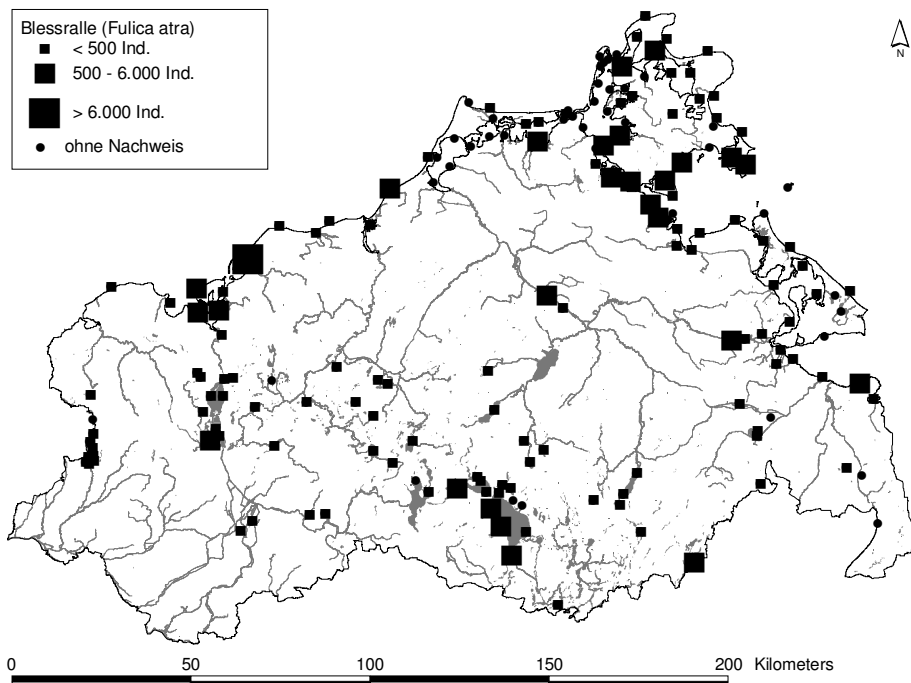 Blessralle (Fulica atra)
< 500 Ind.
500 - 6.000 Ind.
> 6.000 Ind.
ohne Nachweis
N
0 50 100 150 200 Kilometers